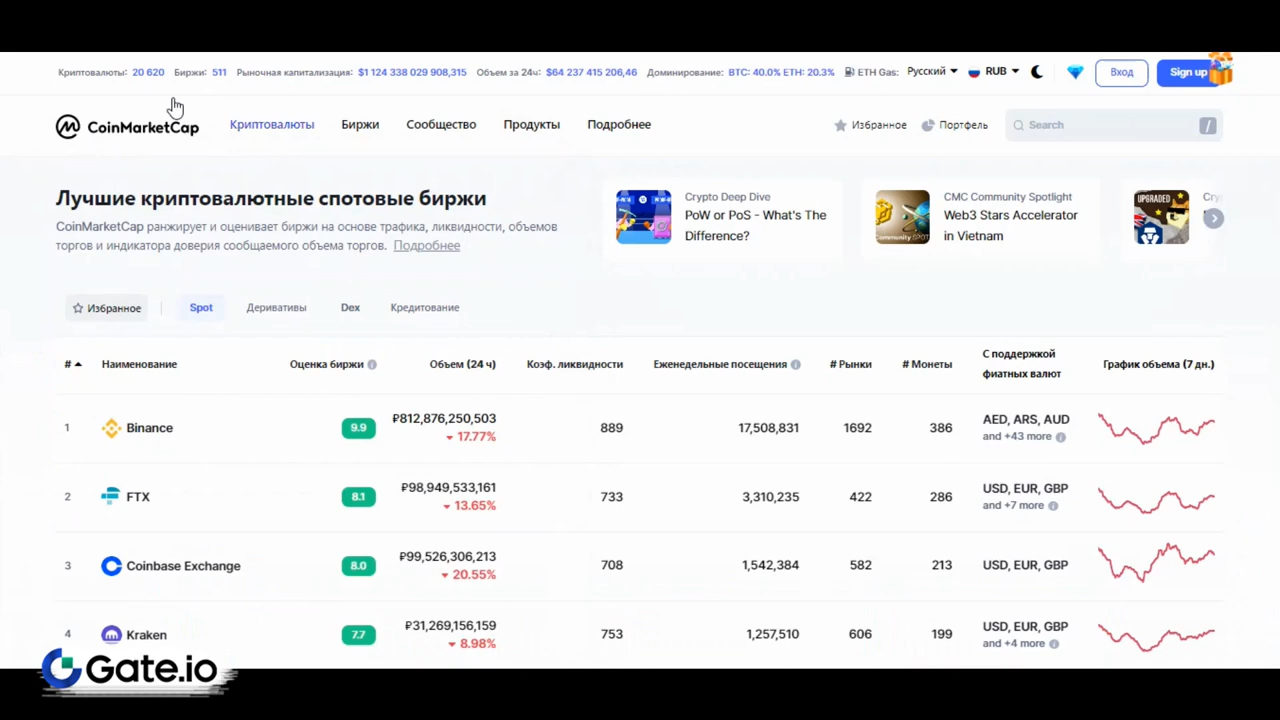 Криптовалюты: 20 620 Биржи: 511 Рыночная капитализация: $1 124 338 029 908,315 Объем за 24ч: $64 237 415 206,46 Доминирование: BTC: 40.0% ETH: 20.3% ETH Gas: Русский RUB Вход Sign up
CoinMarketCap Криптовалюты Биржи Сообщество Продукты Подробнее Избранное Портфель Search /
Лучшие криптовалютные спотовые биржи
CoinMarketCap ранжирует и оценивает биржи на основе трафика, ликвидности, объемов
торгов и индикатора доверия сообщаемого объема торгов. Подробнее
Crypto Deep Dive
PoW or PoS - What's The
Difference?
CMC Community Spotlight
Web3 Stars Accelerator
in Vietnam
UPGRADED
Избранное Spot Деривативы Dex Кредитование
# Наименование Оценка биржи Объем (24 ч) Коэф. ликвидности Еженедельные посещения # Рынки # Монеты С поддержкой фиатных валют График объема (7 дн.)
1 Binance 9.9 ₽812,876,250,503 17.77% 889 17,508,831 1692 386 AED, ARS, AUD and +43 more
2 FTX 8.1 ₽98,949,533,161 13.65% 733 3,310,235 422 286 USD, EUR, GBP and +7 more
3 Coinbase Exchange 8.0 ₽99,526,306,213 20.55% 708 1,542,384 582 213 USD, EUR, GBP
4 Kraken 7.7 ₽31,269,156,159 8.98% 753 1,257,510 606 199 USD, EUR, GBP and +4 more
Gate.io